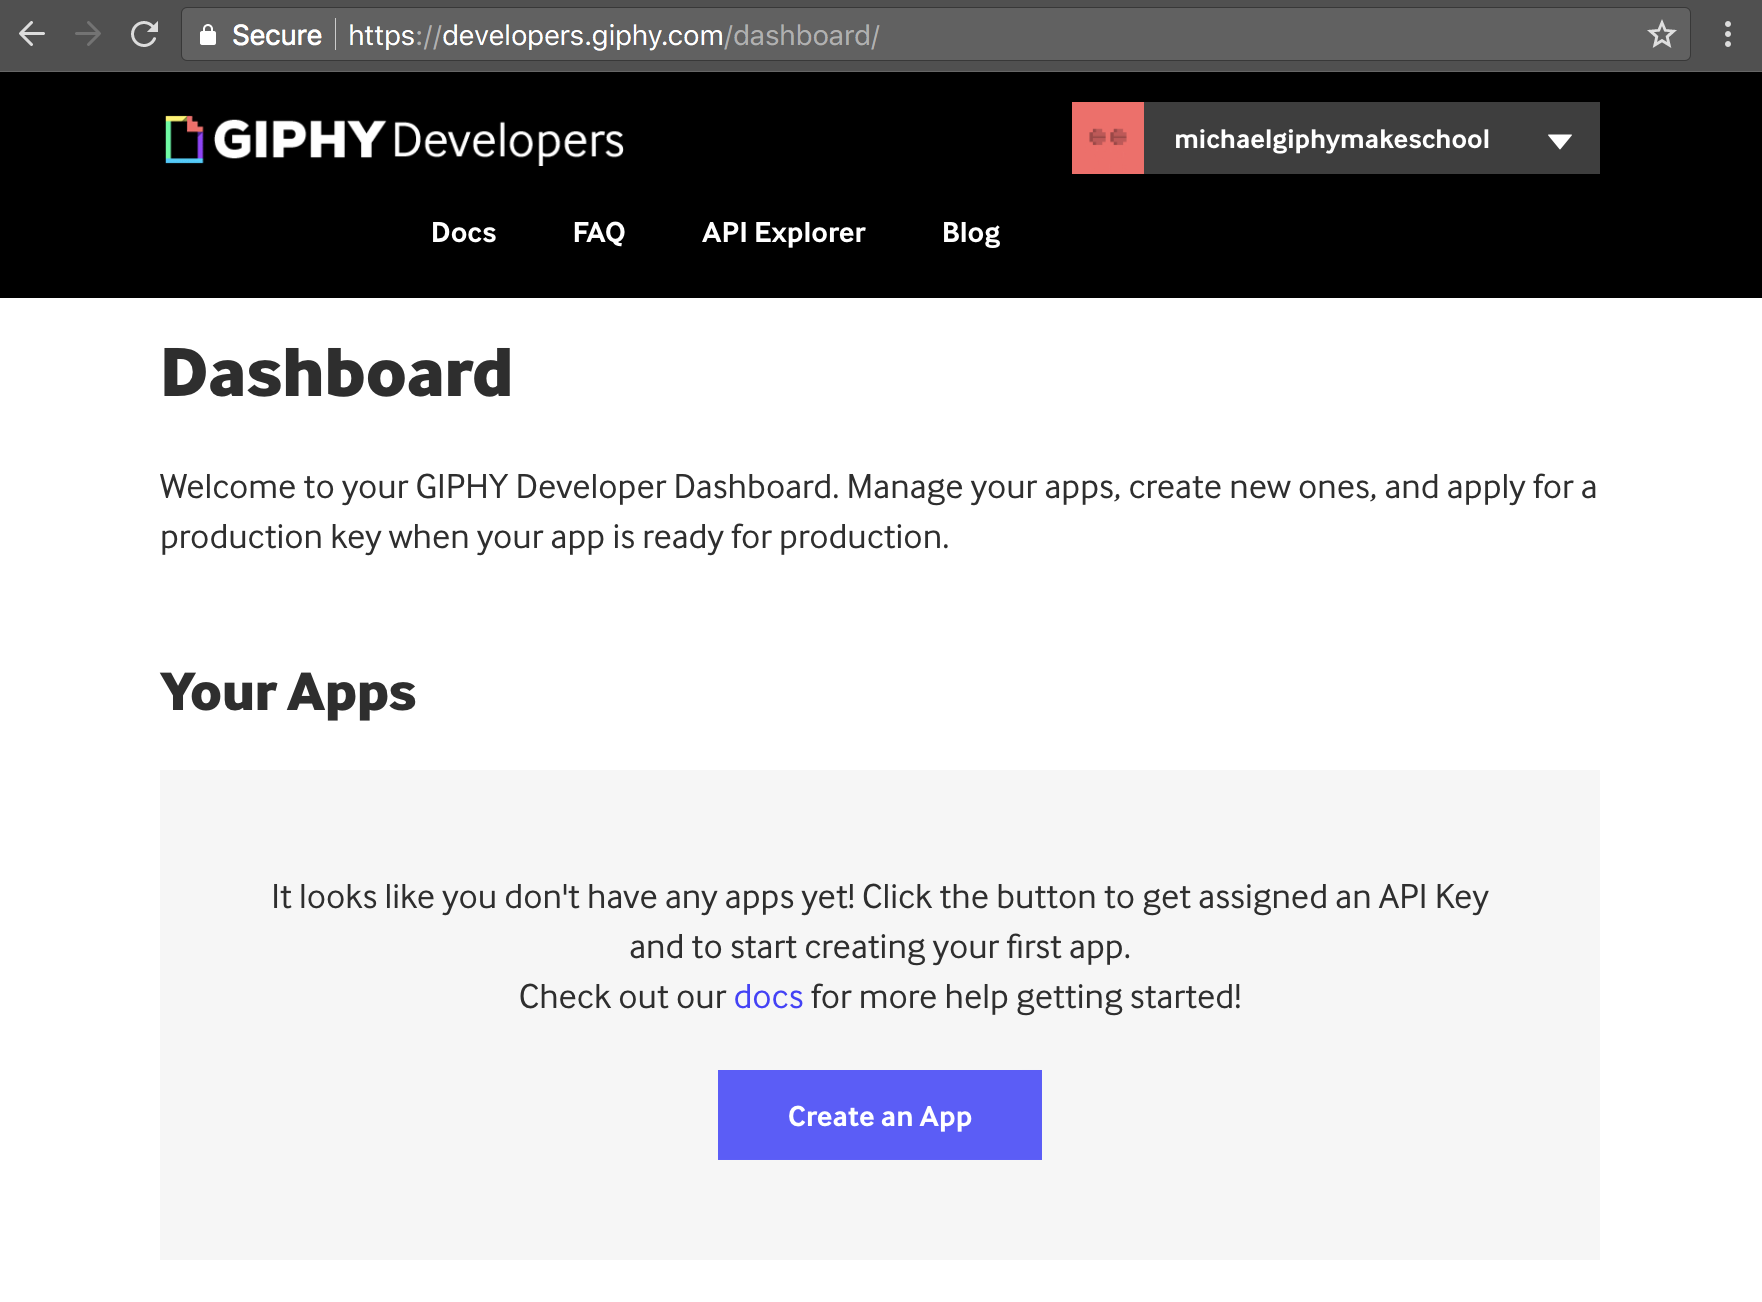 Secure https://developers.giphy.com/dashboard/
GIPHY Developers
michaelgiphymakeschool
Docs FAQ API Explorer Blog
Dashboard
Welcome to your GIPHY Developer Dashboard. Manage your apps, create new ones, and apply for a
production key when your app is ready for production.
Your Apps
It looks like you don't have any apps yet! Click the button to get assigned an API Key
and to start creating your first app.
Check out our docs for more help getting started!
Create an App